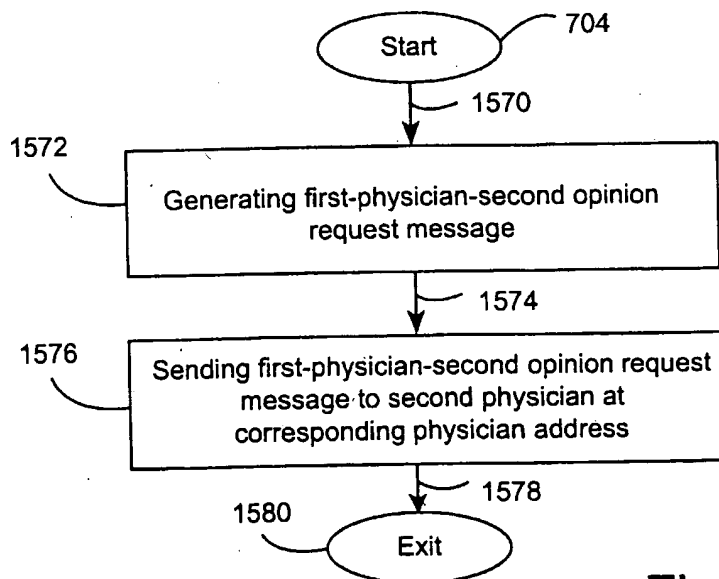 Start
704
1570
1572
Generating first-physician-second opinion
request message
1574
1576
Sending first-physician-second opinion request
message to second physician at
corresponding physician address
1578
1580
Exit